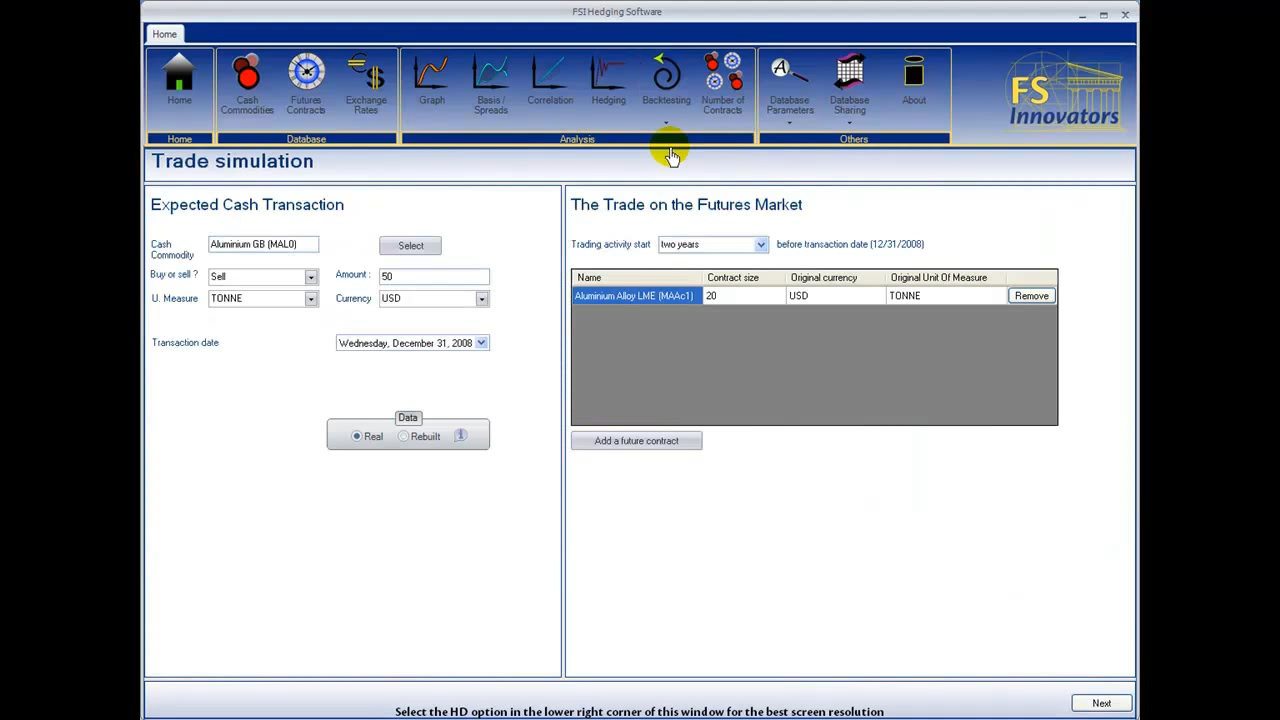 FSI Hedging Software
Home
Home
Cash Commodities
Futures Contracts
Exchange Rates
Graph
Basis / Spreads
Correlation
Hedging
Backtesting
Number of Contracts
Database Parameters
Database Sharing
About
FS
Innovators
Home
Database
Analysis
Others
Trade simulation
Expected Cash Transaction
Cash Commodity
Aluminium GB (MAL0)
Select
Buy or sell ?
Sell
Amount :
50
U. Measure
TONNE
Currency
USD
Transaction date
Wednesday, December 31, 2008
Data
Real
Rebuilt
The Trade on the Futures Market
Trading activity start
two years
before transaction date (12/31/2008)
Name
Contract size
Original currency
Original Unit Of Measure
Aluminium Alloy LME (MAAc1)
20
USD
TONNE
Remove
Add a future contract
Select the HD option in the lower right corner of this window for the best screen resolution
Next